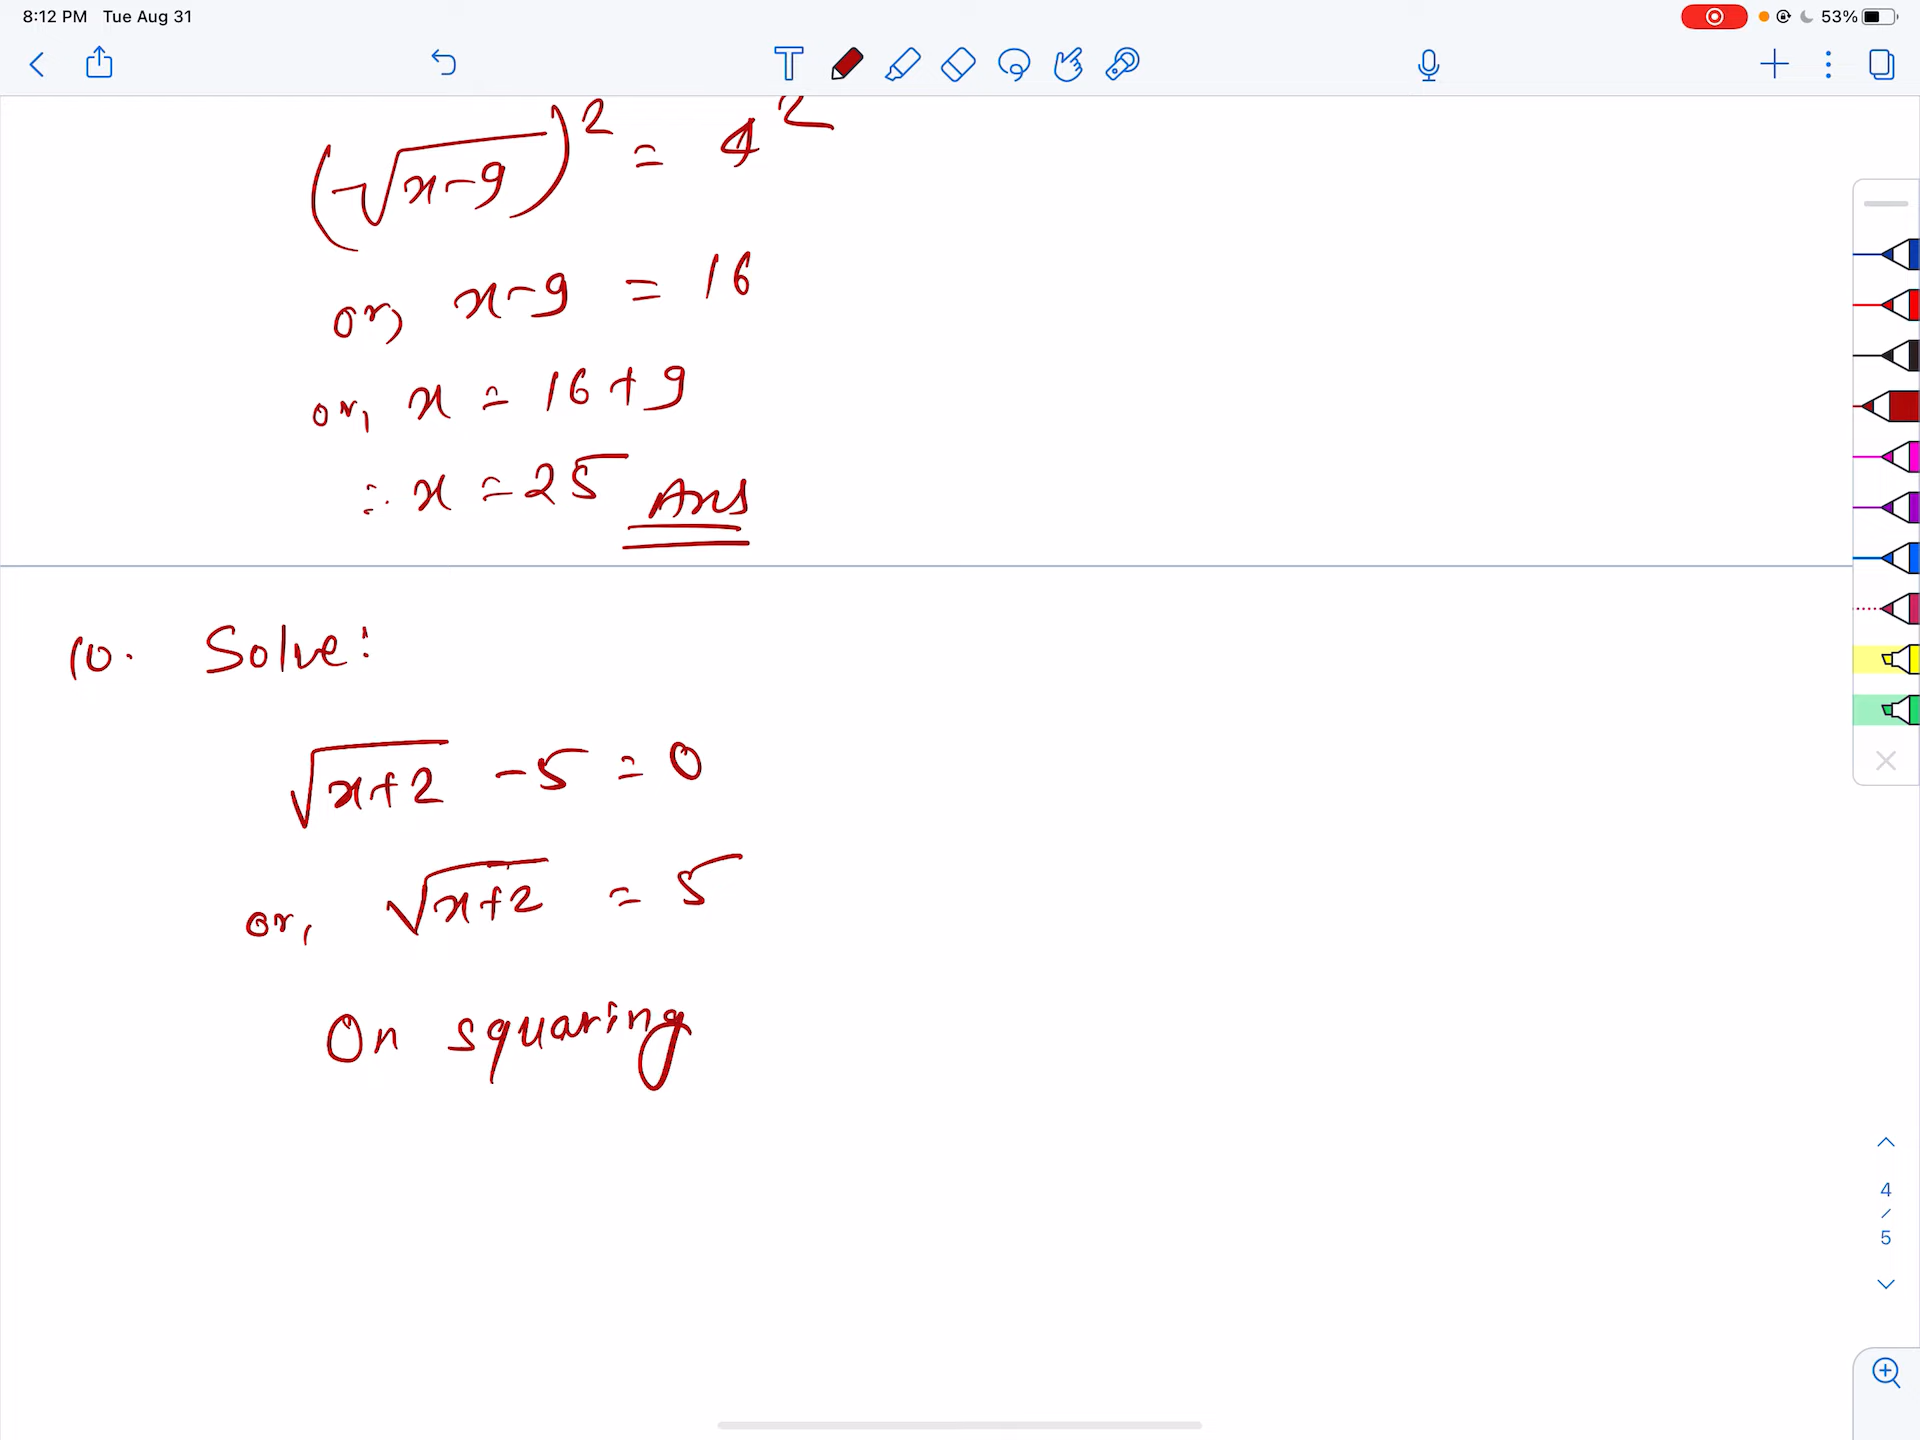 8:12 PM Tue Aug 31
53%
(√x-9)² = 4²
or, x-9 = 16
or, x = 16+9
∴ x = 25 Ans
10. Solve:
√x+2 -5 = 0
or, √x+2 = 5
On squaring
4
/
5